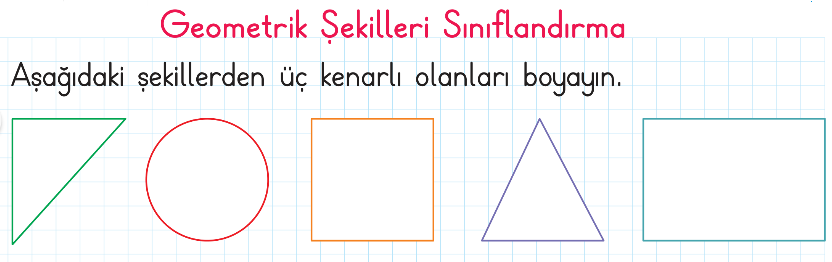 Geometrik Şekilleri Sınıflandırma
Aşağıdaki şekillerden üç kenarlı olanları boyayın.